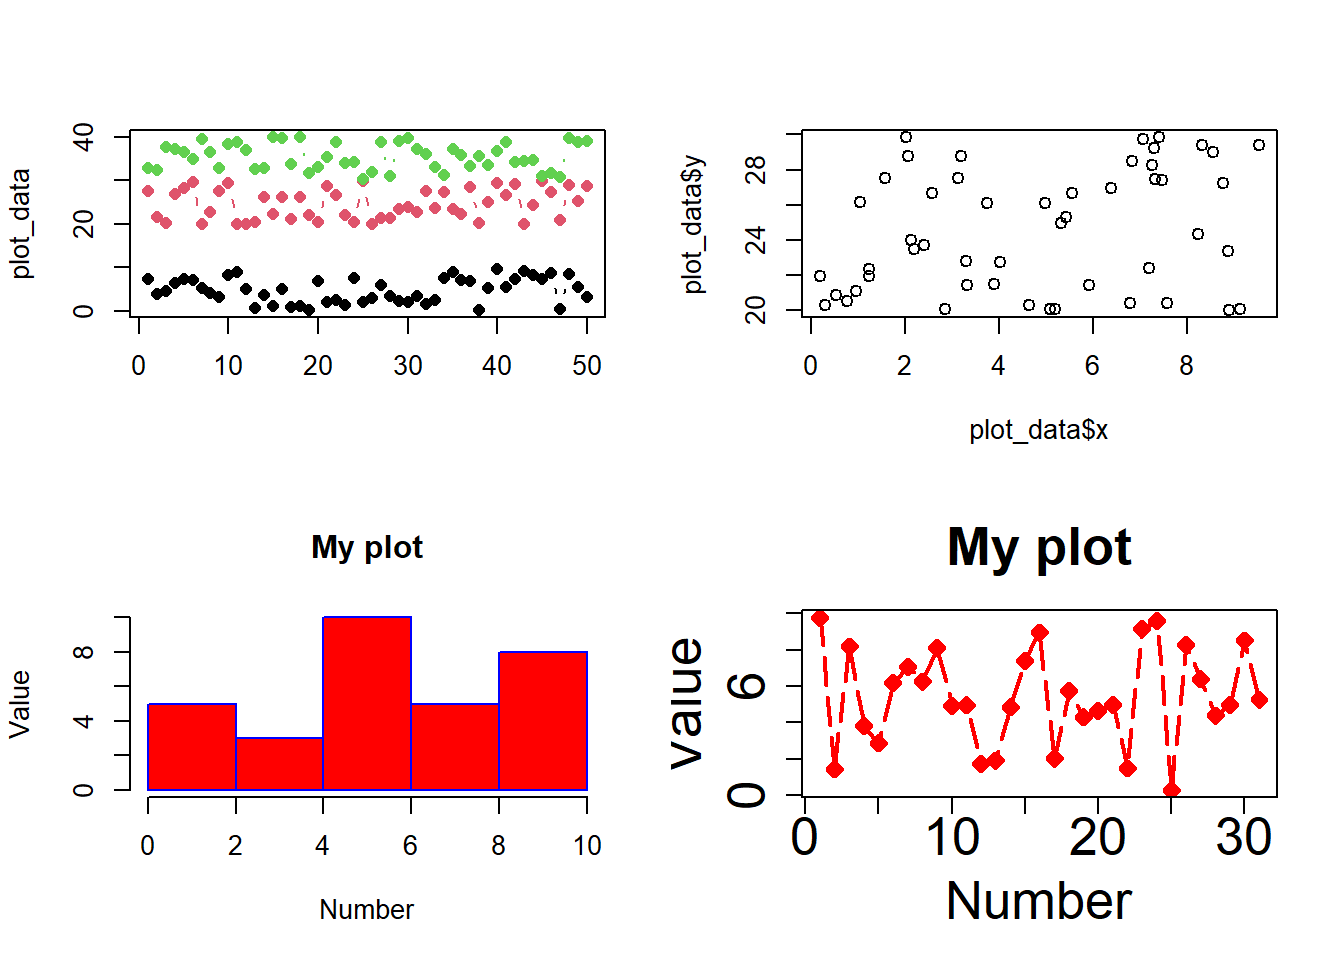 plot_data
40
20
0
0 10 20 30 40 50
plot_data$y
28
24
20
0 2 4 6 8
plot_data$x
My plot
Value
8
4
0
0 2 4 6 8 10
Number
My plot
value
6
0
0 10 20 30
Number